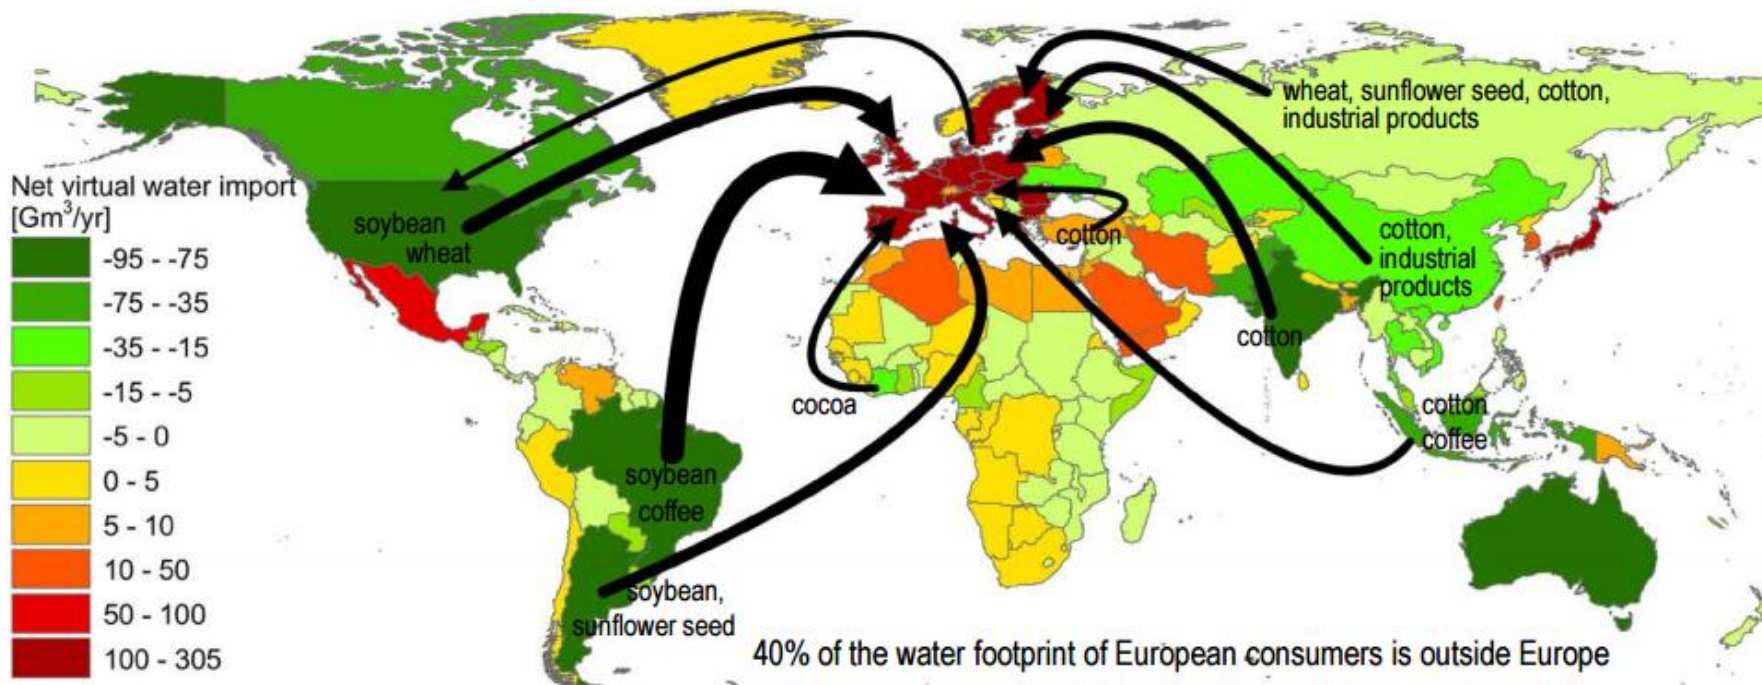 Net virtual water import
[Gm³/yr]
-95 - -75
-75 - -35
-35 - -15
-15 - -5
-5 - 0
0 - 5
5 - 10
10 - 50
50 - 100
100 - 305
soybean
wheat
wheat, sunflower seed, cotton,
industrial products
cotton
cotton,
industrial
products
cotton
cocoa
cotton
coffee
soybean
coffee
soybean,
sunflower seed
40% of the water footprint of European consumers is outside Europe